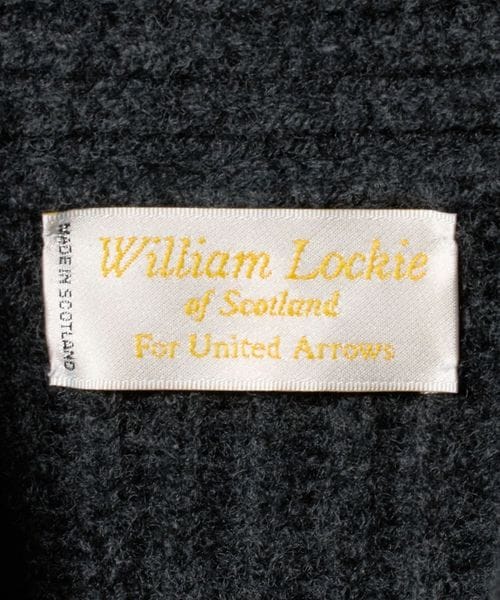 William Lockie
of Scotland
For United Arrows
MADE IN SCOTLAND